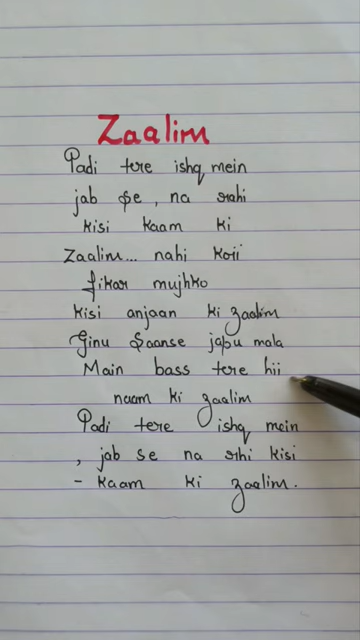 Zaalim
Padi tere ishq mein
jab se, na rahi
kisi kaam ki
Zaalim... nahi koii
fikar mujhko
kisi anjaan ki zaalim
Ginu saanse japu mala
Main bass tere hii
naam ki zaalim
Padi tere ishq mein
, jab se na rhi kisi
- kaam ki zaalim.